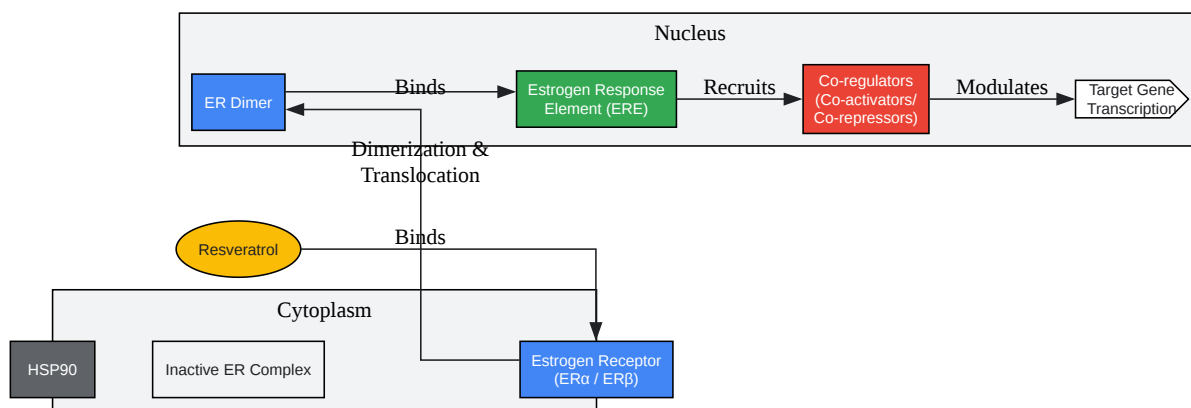 Nucleus
ER Dimer
Binds
Estrogen Response
Element (ERE)
Recruits
Co-regulators
(Co-activators/
Co-repressors)
Modulates
Target Gene
Transcription
Dimerization &
Translocation
Resveratrol
Binds
Cytoplasm
HSP90
Inactive ER Complex
Estrogen Receptor
(ERα / ERβ)